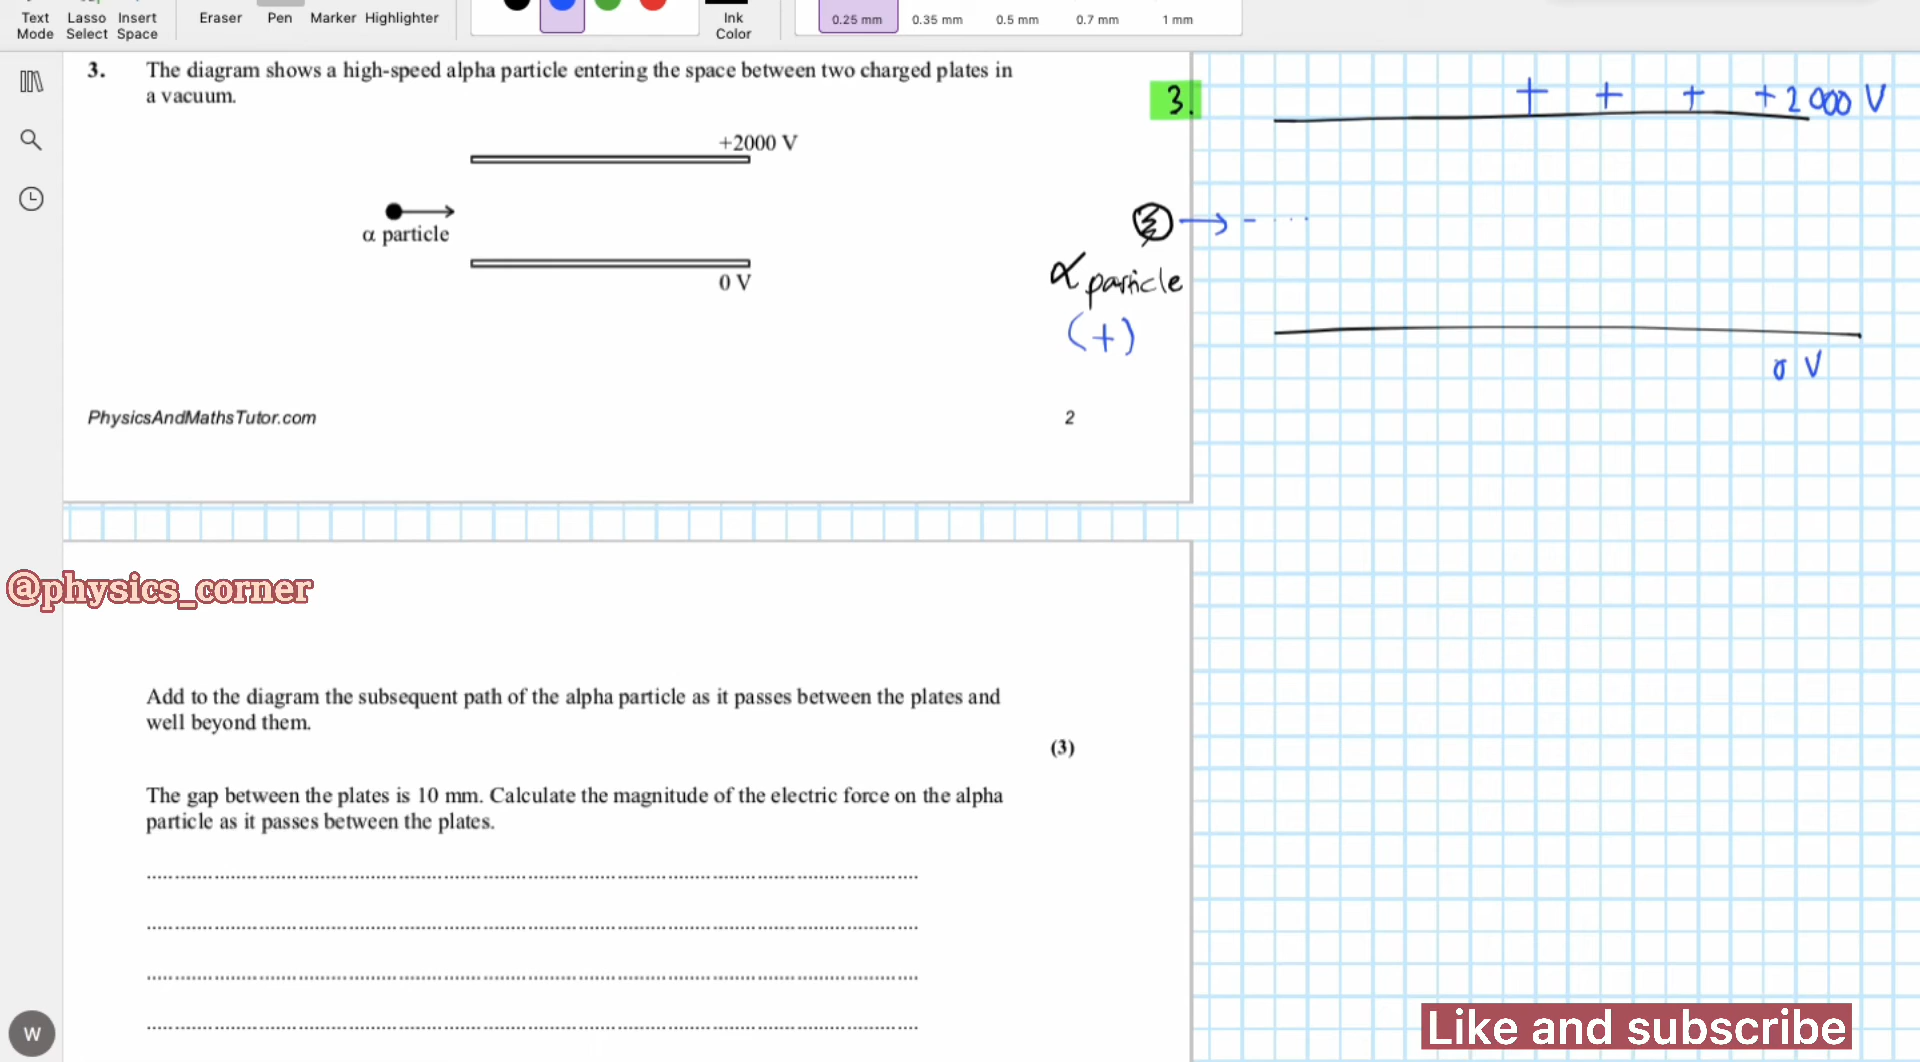 Text Mode
Lasso Select
Insert Space
Eraser
Pen
Marker
Highlighter
Ink Color
0.25 mm
0.35 mm
0.5 mm
0.7 mm
1 mm
3. The diagram shows a high-speed alpha particle entering the space between two charged plates in
a vacuum.
+2000 V
α particle
0 V
PhysicsAndMathsTutor.com
2
3.
+ + + +2000 V
α particle
(+)
0 V
@physics_corner
Add to the diagram the subsequent path of the alpha particle as it passes between the plates and
well beyond them.
(3)
The gap between the plates is 10 mm. Calculate the magnitude of the electric force on the alpha
particle as it passes between the plates.
W
Like and subscribe